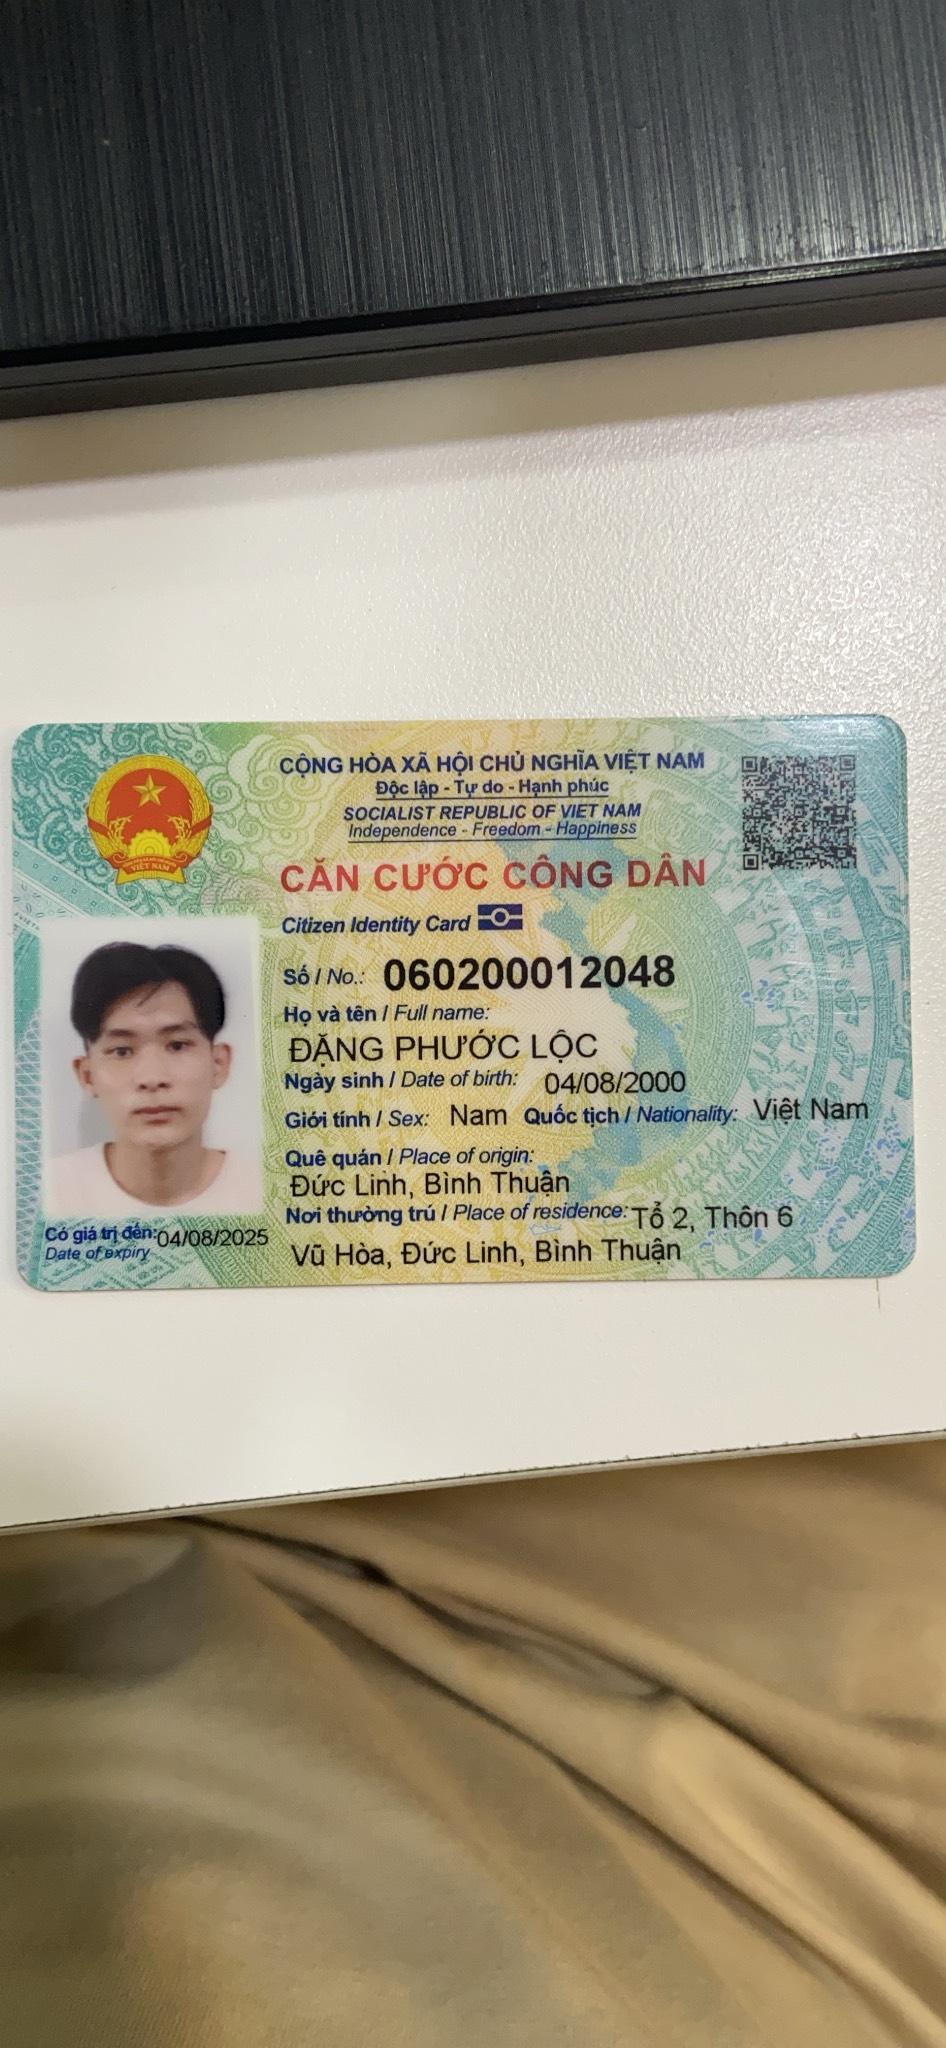 CỘNG HÒA XÃ HỘI CHỦ NGHĨA VIỆT NAM
Độc lập - Tự do - Hạnh phúc
SOCIALIST REPUBLIC OF VIET NAM
Independence - Freedom - Happiness
CĂN CƯỚC CÔNG DÂN
Citizen Identity Card
Số / No.: 060200012048
Họ và tên / Full name:
ĐẶNG PHƯỚC LỘC
Ngày sinh / Date of birth: 04/08/2000
Giới tính / Sex: Nam Quốc tịch / Nationality: Việt Nam
Quê quán / Place of origin:
Đức Linh, Bình Thuận
Nơi thường trú / Place of residence: Tổ 2, Thôn 6
Vũ Hòa, Đức Linh, Bình Thuận
Có giá trị đến: 04/08/2025
Date of expiry
VIỆT NAM